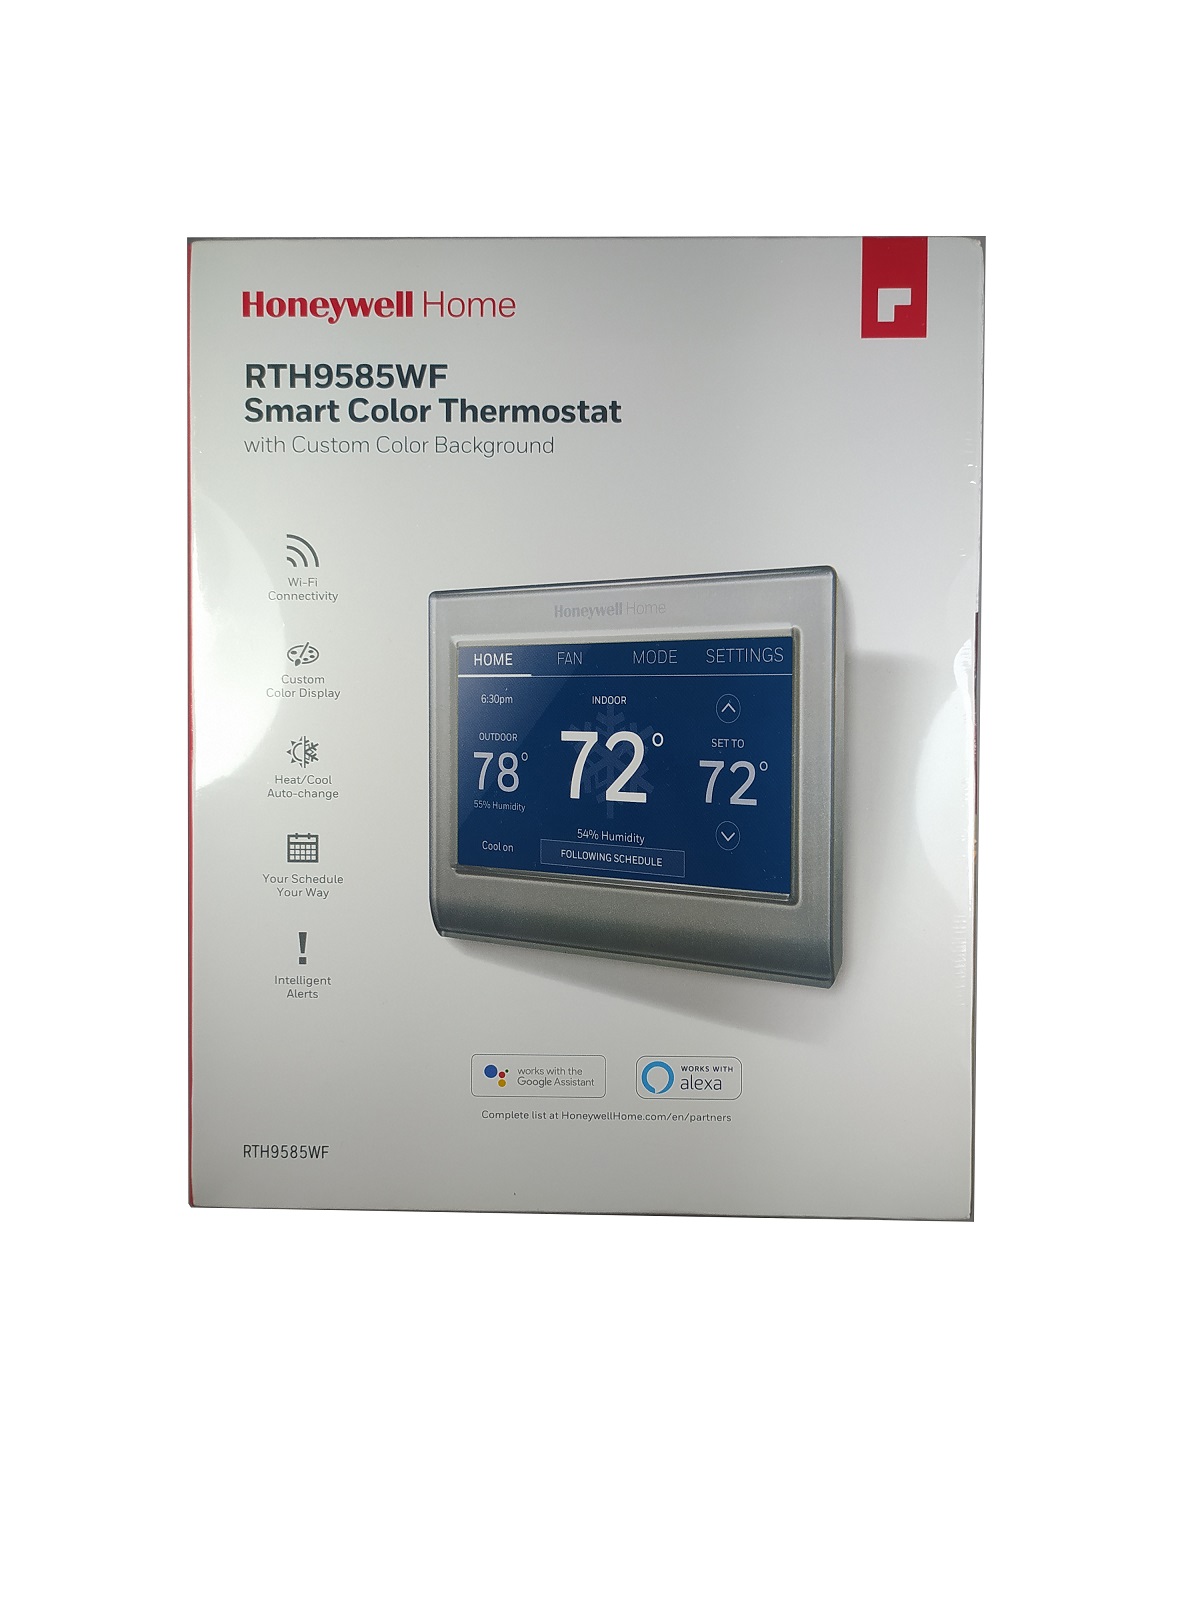 Honeywell Home
RTH9585WF
Smart Color Thermostat
with Custom Color Background
Wi-Fi
Connectivity
Custom
Color Display
Heat/Cool
Auto-change
Your Schedule
Your Way
Intelligent
Alerts
Honeywell Home
HOME FAN MODE SETTINGS
6:30pm
INDOOR
OUTDOOR
78°
55% Humidity
72°
SET TO
72°
54% Humidity
Cool on
FOLLOWING SCHEDULE
works with the
Google Assistant
WORKS WITH
alexa
Complete list at HoneywellHome.com/en/partners
RTH9585WF